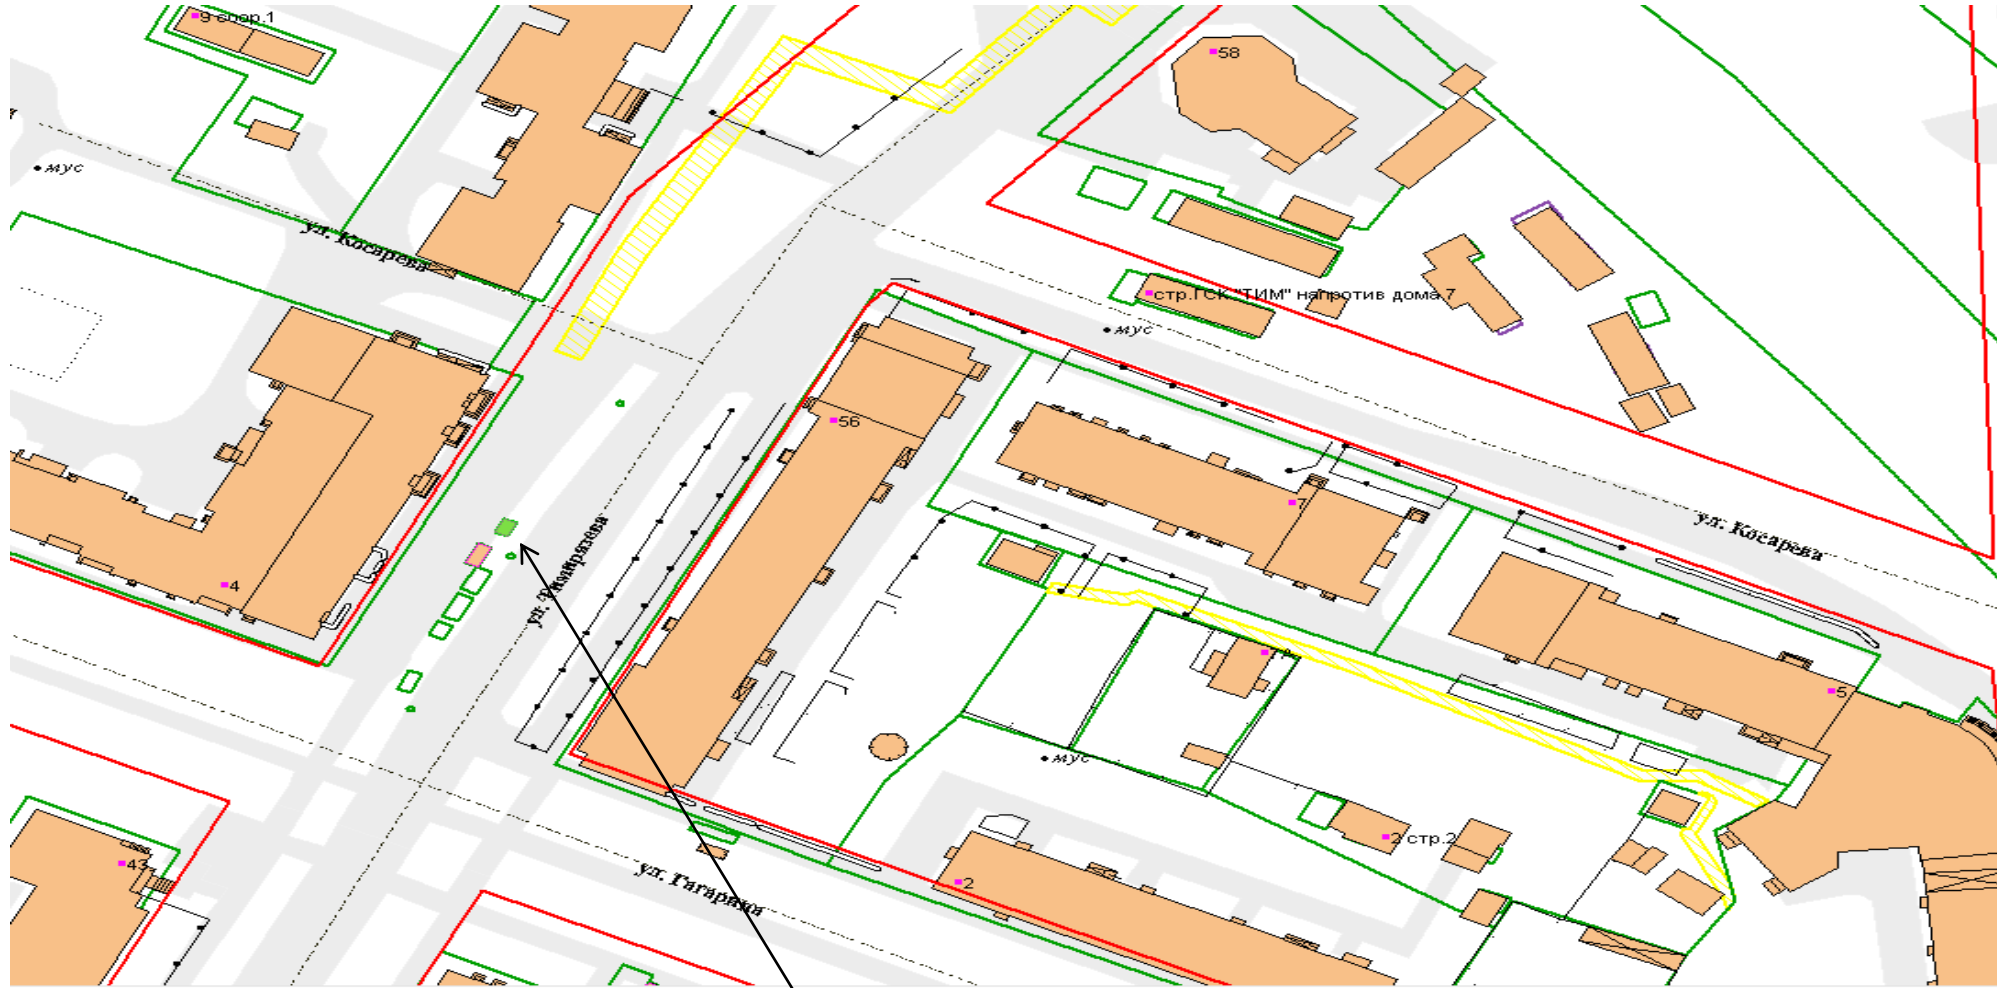 9 соор.1
58
мус
ул. Косарева
стр.ГСК "ТИМ" напротив дома 7
мус
56
7
ул. Косарева
ул. Тимирязева
4
5
мус
2 стр.2
43
ул. Гагарина
2